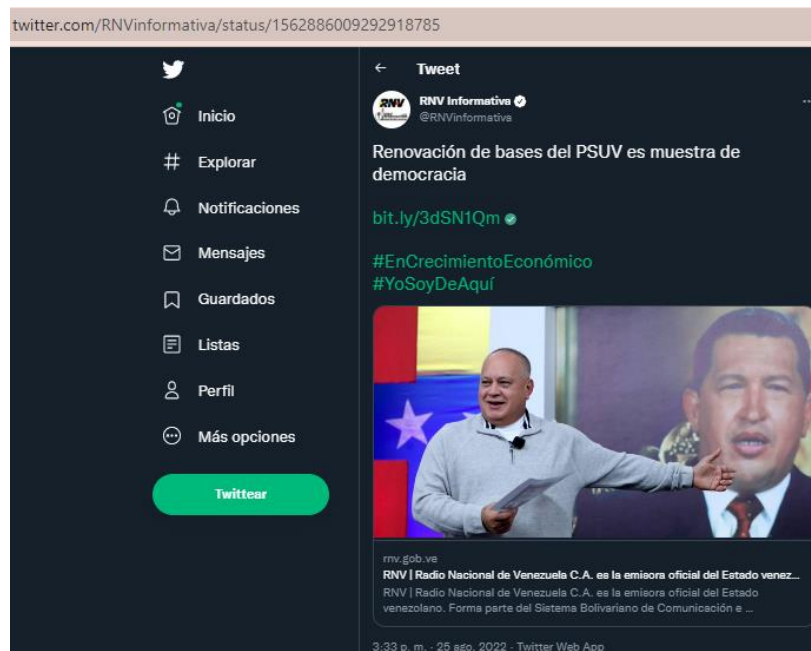 twitter.com/RNVinformativa/status/1562886009292918785
Inicio
Explorar
Notificaciones
Mensajes
Guardados
Listas
Perfil
Más opciones
Twittear
Tweet
RNV
RNV Informativa
@RNVinformativa
Renovación de bases del PSUV es muestra de
democracia
bit.ly/3dSN1Qm
#EnCrecimientoEconómico
#YoSoyDeAquí
rnv.gob.ve
RNV | Radio Nacional de Venezuela C.A. es la emisora oficial del Estado venez...
RNV | Radio Nacional de Venezuela C.A. es la emisora oficial del Estado
venezolano. Forma parte del Sistema Bolivariano de Comunicación e ...
3:33 p. m. · 25 ago. 2022 · Twitter Web App